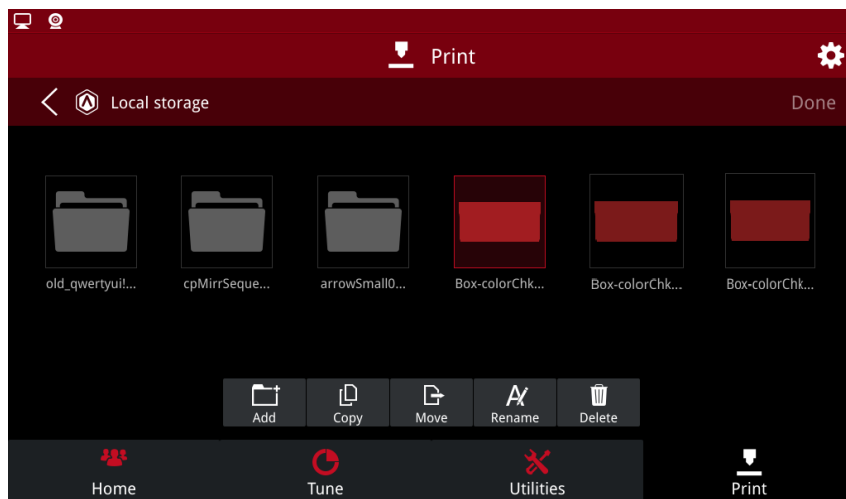 Print
Local storage
Done
old_qwertyui!...
cpMirrSeque...
arrowSmall0...
Box-colorChk...
Box-colorChk...
Box-colorChk...
Add
Copy
Move
Rename
Delete
Home
Tune
Utilities
Print